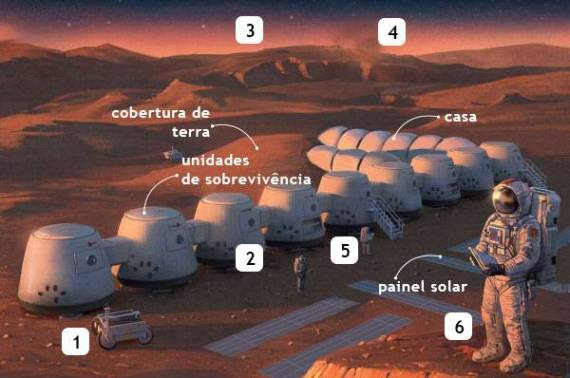 3
4
cobertura de
terra
casa
unidades
de sobrevivência
2
5
painel solar
1
6